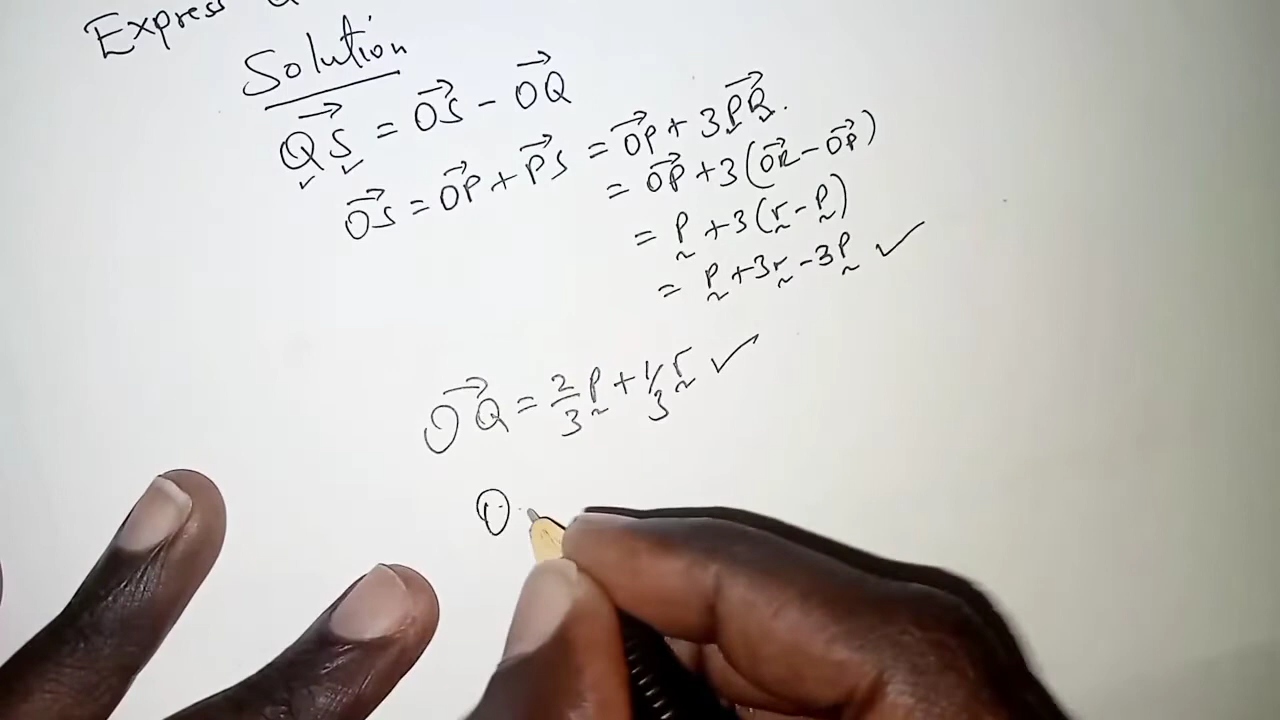 Express
Solution
QS→ = OS→ - OQ→
OS→ = OP→ + PS→ = OP→ + 3PR→.
= OP→ + 3(OR→ - OP→)
= p + 3(r - p)
= p + 3r - 3p ✓
OQ→ = 2/3 p + 1/3 r ✓
O